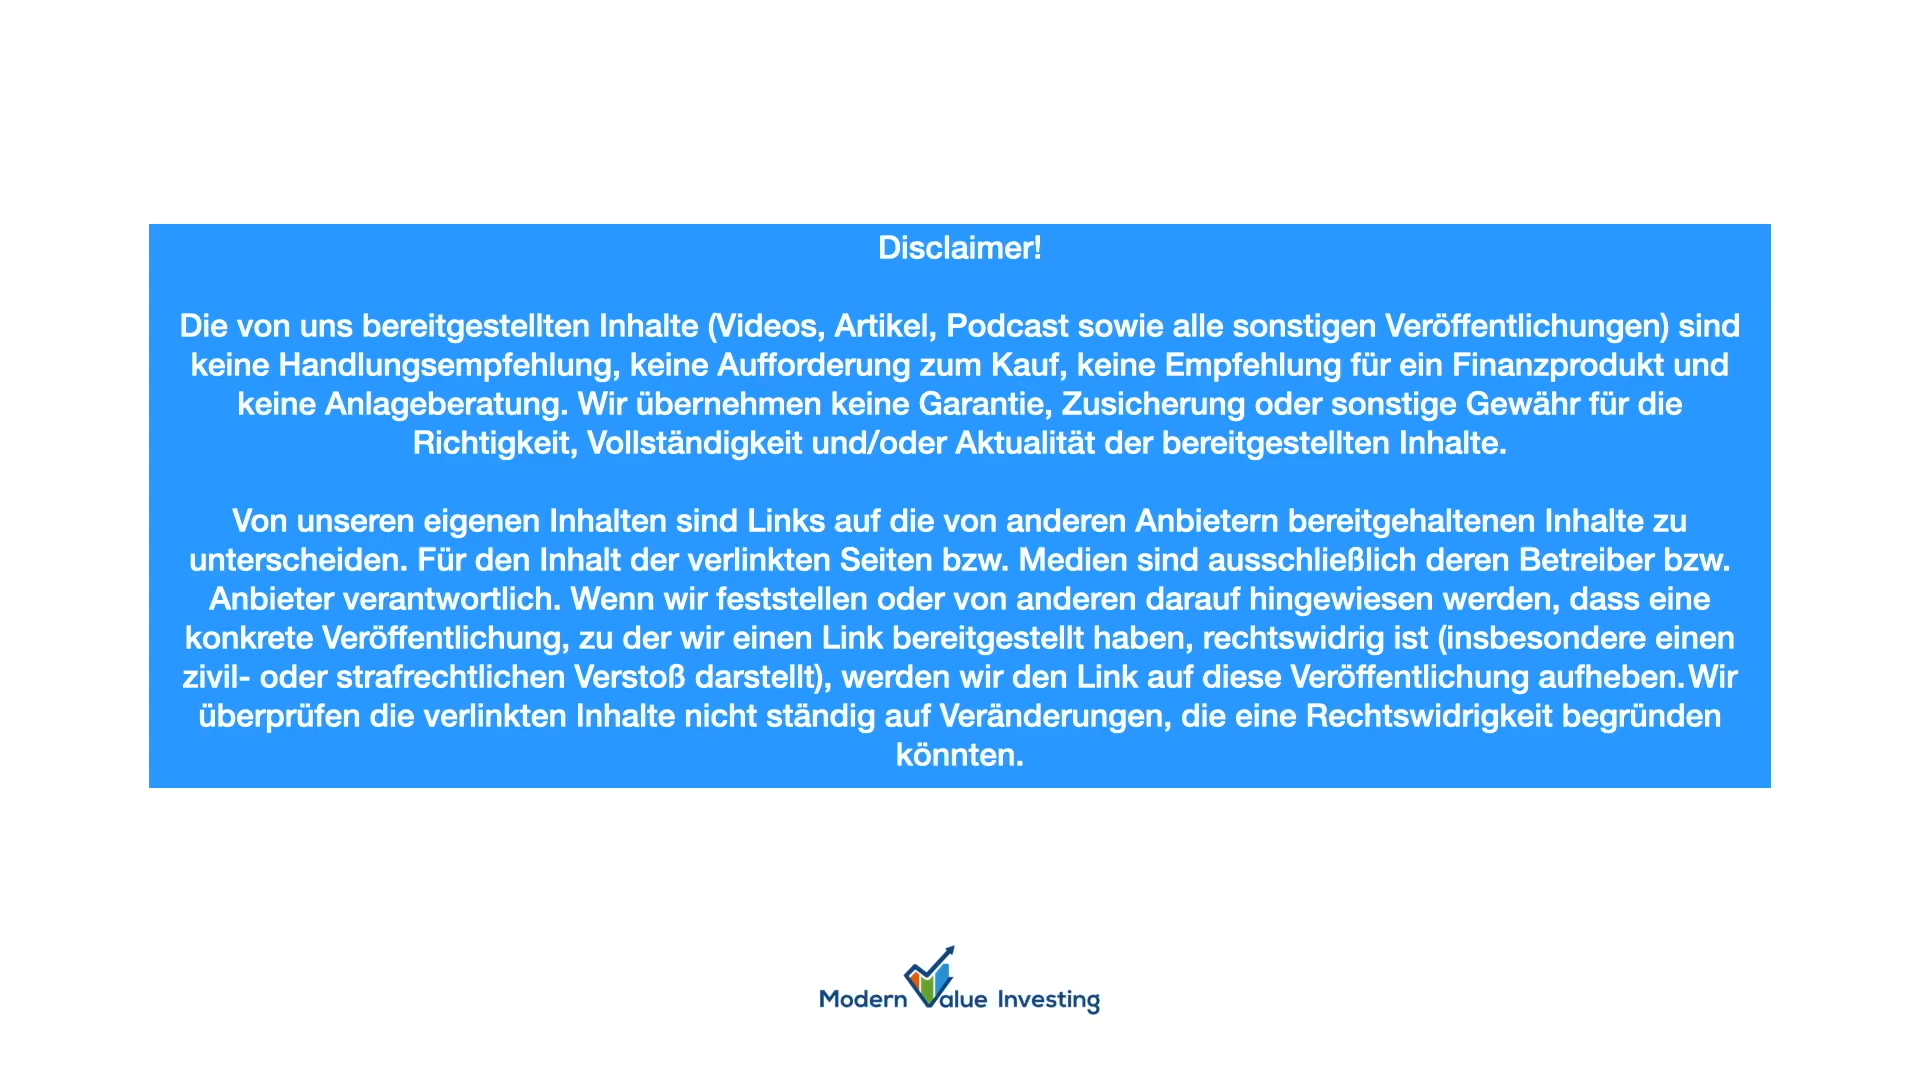 Disclaimer!
Die von uns bereitgestellten Inhalte (Videos, Artikel, Podcast sowie alle sonstigen Veröffentlichungen) sind
keine Handlungsempfehlung, keine Aufforderung zum Kauf, keine Empfehlung für ein Finanzprodukt und
keine Anlageberatung. Wir übernehmen keine Garantie, Zusicherung oder sonstige Gewähr für die
Richtigkeit, Vollständigkeit und/oder Aktualität der bereitgestellten Inhalte.
Von unseren eigenen Inhalten sind Links auf die von anderen Anbietern bereitgehaltenen Inhalte zu
unterscheiden. Für den Inhalt der verlinkten Seiten bzw. Medien sind ausschließlich deren Betreiber bzw.
Anbieter verantwortlich. Wenn wir feststellen oder von anderen darauf hingewiesen werden, dass eine
konkrete Veröffentlichung, zu der wir einen Link bereitgestellt haben, rechtswidrig ist (insbesondere einen
zivil- oder strafrechtlichen Verstoß darstellt), werden wir den Link auf diese Veröffentlichung aufheben. Wir
überprüfen die verlinkten Inhalte nicht ständig auf Veränderungen, die eine Rechtswidrigkeit begründen
könnten.
Modern Value Investing